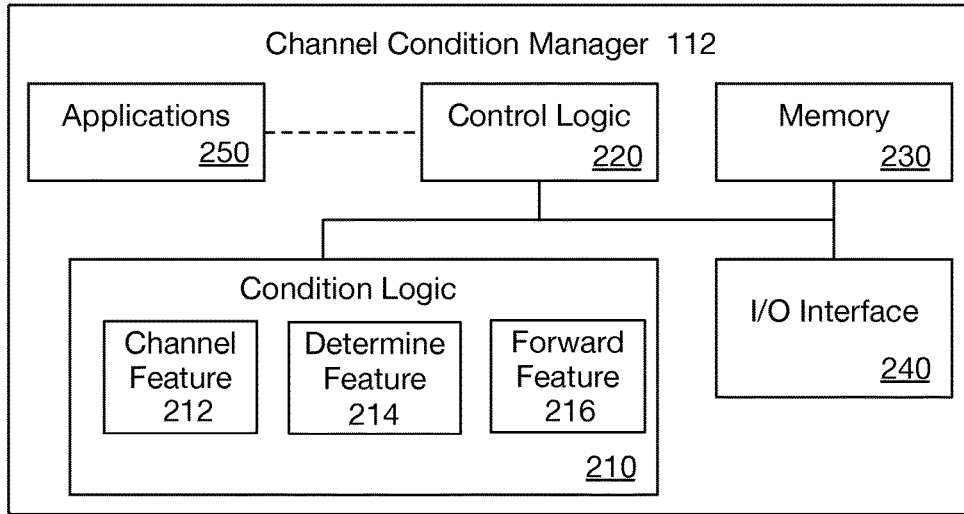 Channel Condition Manager 112
Applications
250
Control Logic
220
Memory
230
Condition Logic
Channel
Feature
212
Determine
Feature
214
Forward
Feature
216
210
I/O Interface
240